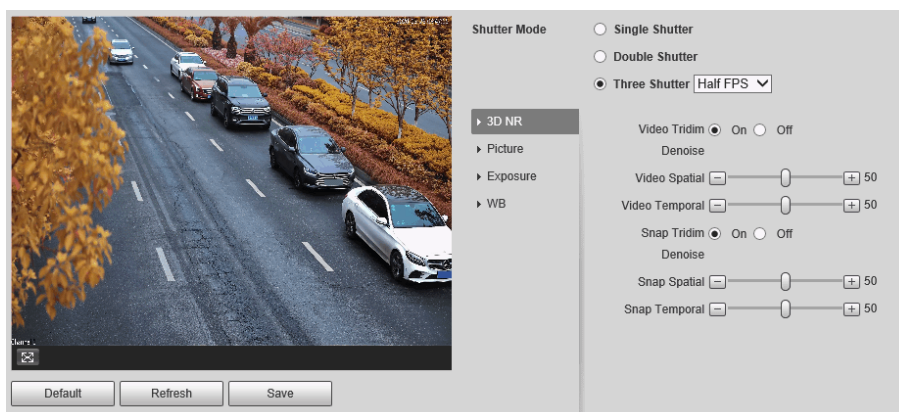 Shutter Mode
Single Shutter
Double Shutter
Three Shutter Half FPS
3D NR
Picture
Exposure
WB
Video Tridim On Off
Denoise
Video Spatial 50
Video Temporal 50
Snap Tridim On Off
Denoise
Snap Spatial 50
Snap Temporal 50
Default Refresh Save